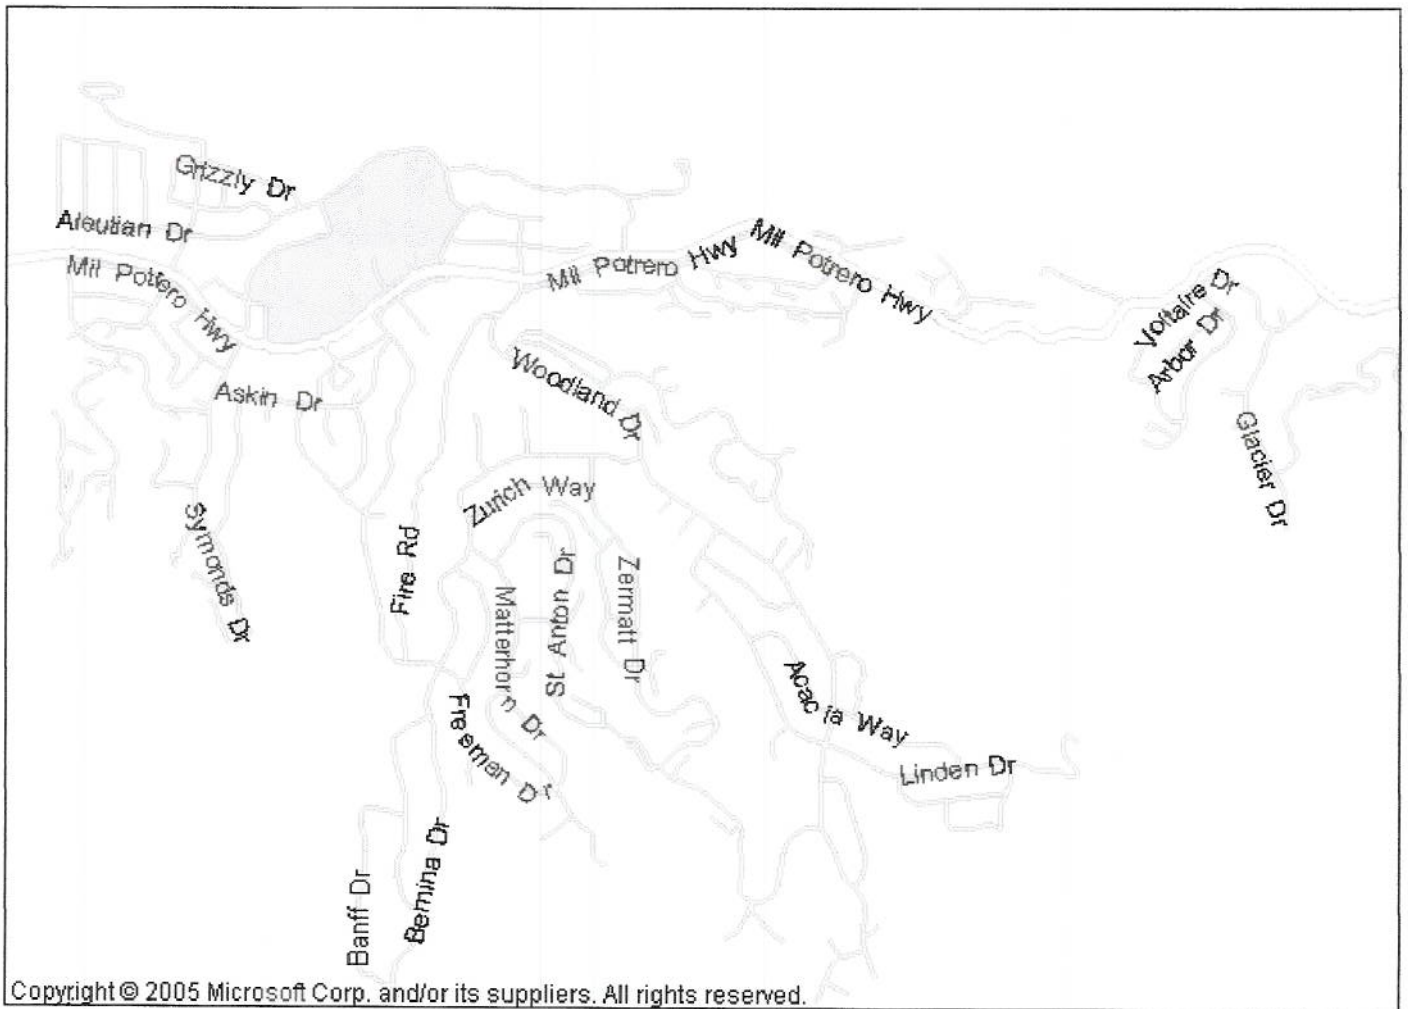 Grizzly Dr
Aleutian Dr
Mil Potrero Hwy
Mil Potrero Hwy
Mil Potrero Hwy
Voltaire Dr
Arbor Dr
Woodland Dr
Askin Dr
Glacier Dr
Zurich Way
Symonds Dr
Fire Rd
Matterhorn Dr
St Anton Dr
Zermatt Dr
Acacia Way
Freeman Dr
Linden Dr
Banff Dr
Bernina Dr
Copyright © 2005 Microsoft Corp. and/or its suppliers. All rights reserved.